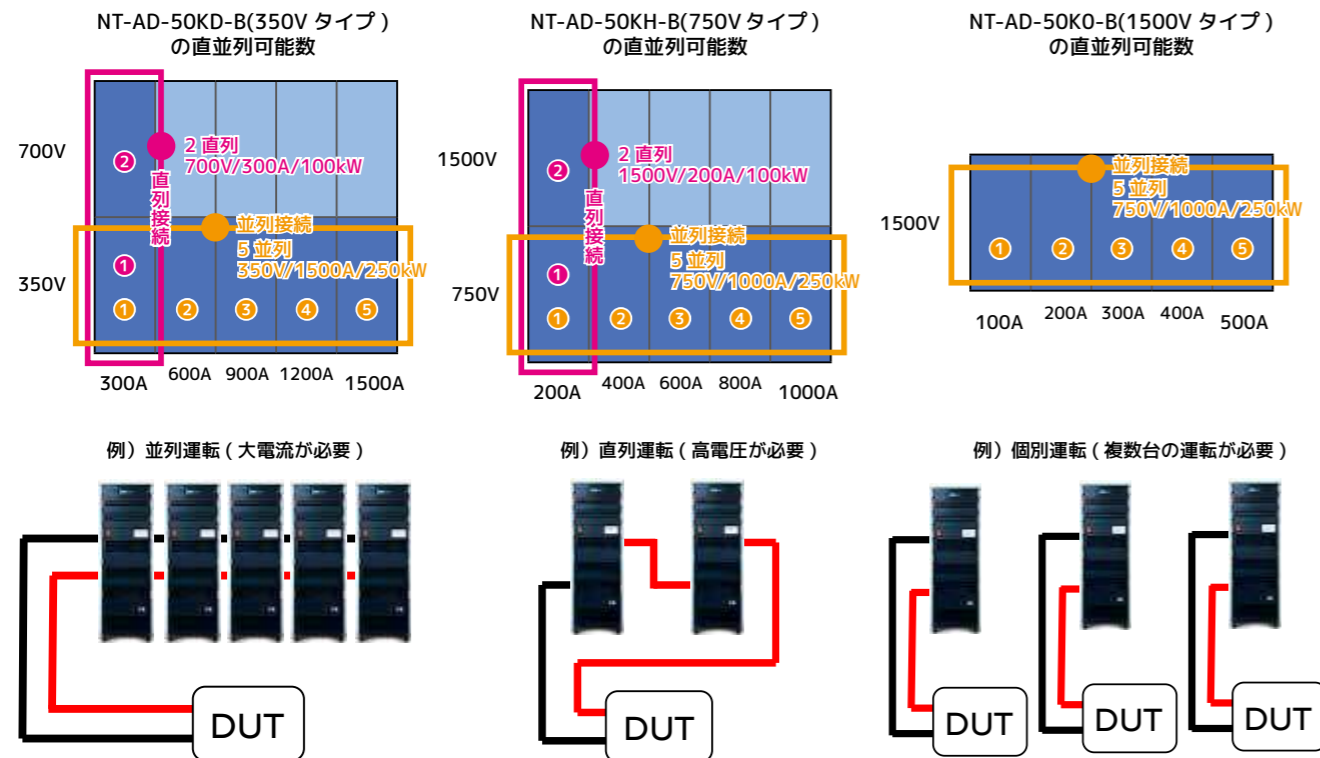 NT-AD-50KD-B(350V タイプ)
の直並列可能数
700V
350V
②
①
直列接続
2 直列
700V/300A/100kW
並列接続
5 並列
350V/1500A/250kW
① ② ③ ④ ⑤
300A 600A 900A 1200A 1500A
NT-AD-50KH-B(750V タイプ)
の直並列可能数
1500V
750V
②
①
直列接続
2 直列
1500V/200A/100kW
並列接続
5 並列
750V/1000A/250kW
① ② ③ ④ ⑤
200A 400A 600A 800A 1000A
NT-AD-50K0-B(1500V タイプ)
の直並列可能数
1500V
並列接続
5 並列
750V/1000A/250kW
① ② ③ ④ ⑤
100A 200A 300A 400A 500A
例）並列運転 ( 大電流が必要 )
DUT
例）直列運転 ( 高電圧が必要 )
DUT
例）個別運転 ( 複数台の運転が必要 )
DUT DUT DUT